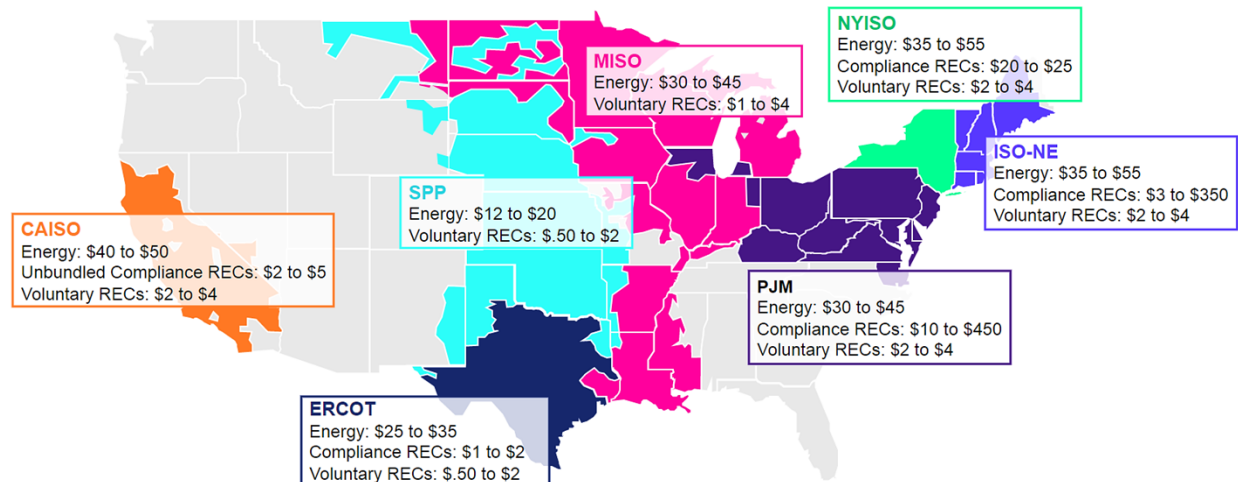 NYISO
Energy: $35 to $55
Compliance RECs: $20 to $25
Voluntary RECs: $2 to $4
MISO
Energy: $30 to $45
Voluntary RECs: $1 to $4
ISO-NE
Energy: $35 to $55
Compliance RECs: $3 to $350
Voluntary RECs: $2 to $4
SPP
Energy: $12 to $20
Voluntary RECs: $.50 to $2
CAISO
Energy: $40 to $50
Unbundled Compliance RECs: $2 to $5
Voluntary RECs: $2 to $4
PJM
Energy: $30 to $45
Compliance RECs: $10 to $450
Voluntary RECs: $2 to $4
ERCOT
Energy: $25 to $35
Compliance RECs: $1 to $2
Voluntary RECs: $.50 to $2